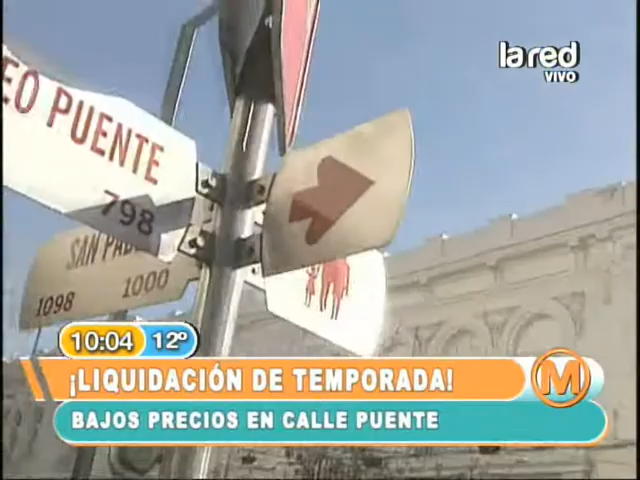 la red
VIVO
EO PUENTE
798
SAN
1098 1000
10:04 12º
¡LIQUIDACIÓN DE TEMPORADA!
M
BAJOS PRECIOS EN CALLE PUENTE